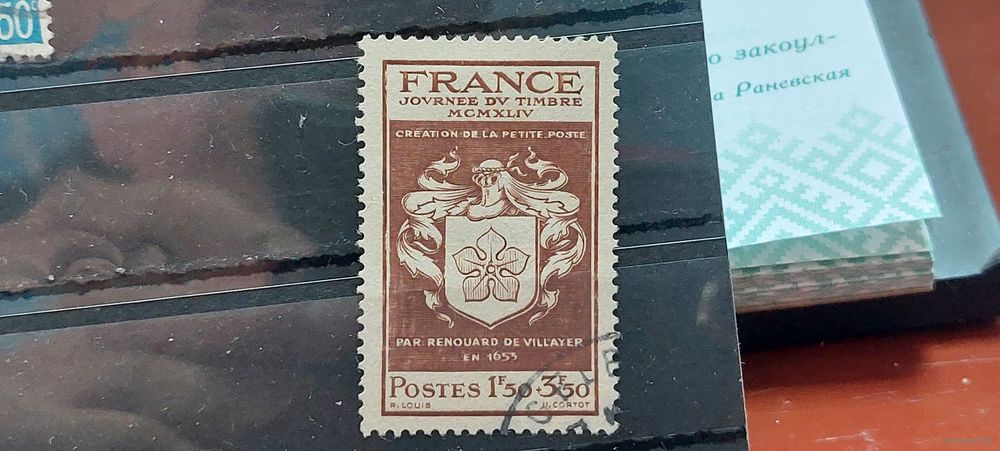 50c
FRANCE
JOVRNEE DV TIMBRE
MCMXLIV
CRÉATION DE LA PETITE POSTE
PAR RENOUARD DE VILLAYER
EN 1653
POSTES 1F50+3F50
R. LOUIS
H. CORTOT
о закоул-
а Раневская